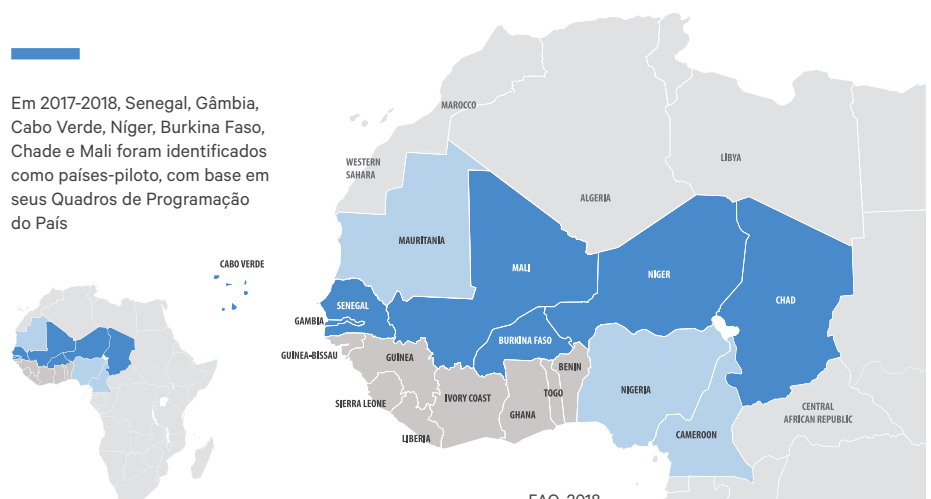 Em 2017-2018, Senegal, Gâmbia,
Cabo Verde, Níger, Burkina Faso,
Chade e Mali foram identificados
como países-piloto, com base em
seus Quadros de Programação
do País
CABO VERDE
MAROCCO
WESTERN
SAHARA
ALGERIA
LIBYA
MAURITANIA
MALI
NIGER
CHAD
SENEGAL
GAMBIA
BURKINA FASO
GUINEA-BISSAU
GUINEA
BENIN
SIERRA LEONE
IVORY COAST
TOGO
GHANA
NIGERIA
LIBERIA
CENTRAL
AFRICAN REPUBLIC
CAMEROON
FAO, 2018